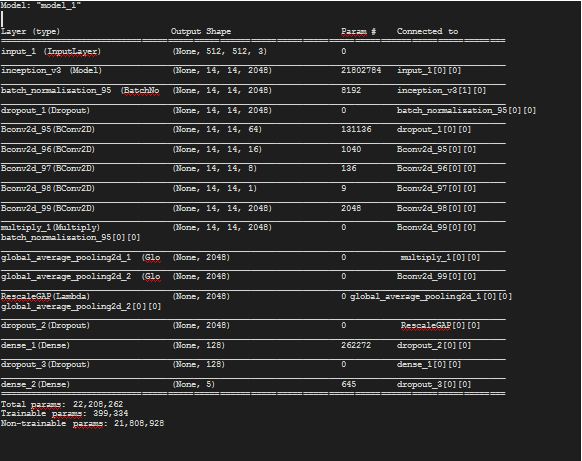 Model: "model_1"
Layer (type) Output Shape Param # Connected to
input_1 (InputLayer) (None, 512, 512, 3) 0
inception_v3 (Model) (None, 14, 14, 2048) 21802784 input_1[0][0]
batch_normalization_95 (BatchNo (None, 14, 14, 2048) 8192 inception_v3[1][0]
dropout_1(Dropout) (None, 14, 14, 2048) 0 batch_normalization_95[0][0]
Bconv2d_95(BConv2D) (None, 14, 14, 64) 131136 dropout_1[0][0]
Bconv2d_96(BConv2D) (None, 14, 14, 16) 1040 Bconv2d_95[0][0]
Bconv2d_97(BConv2D) (None, 14, 14, 8) 136 Bconv2d_96[0][0]
Bconv2d_98(BConv2D) (None, 14, 14, 1) 9 Bconv2d_97[0][0]
Bconv2d_99(BConv2D) (None, 14, 14, 2048) 2048 Bconv2d_98[0][0]
multiply_1(Multiply) (None, 14, 14, 2048) 0 Bconv2d_99[0][0]
batch_normalization_95[0][0]
global_average_pooling2d_1 (Glo (None, 2048) 0 multiply_1[0][0]
global_average_pooling2d_2 (Glo (None, 2048) 0 Bconv2d_99[0][0]
RescaleGAP(Lambda) (None, 2048) 0 global_average_pooling2d_1[0][0]
global_average_pooling2d_2[0][0]
dropout_2(Dropout) (None, 2048) 0 RescaleGAP[0][0]
dense_1(Dense) (None, 128) 262272 dropout_2[0][0]
dropout_3(Dropout) (None, 128) 0 dense_1[0][0]
dense_2(Dense) (None, 5) 645 dropout_3[0][0]
Total params: 22,208,262
Trainable params: 399,334
Non-trainable params: 21,808,928